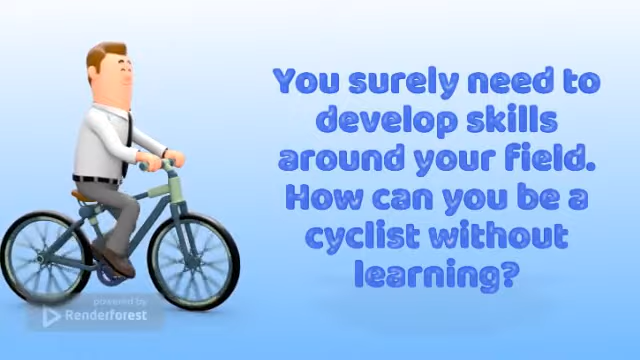 You surely need to
develop skills
around your field.
How can you be a
cyclist without
learning?
powered by
Renderforest